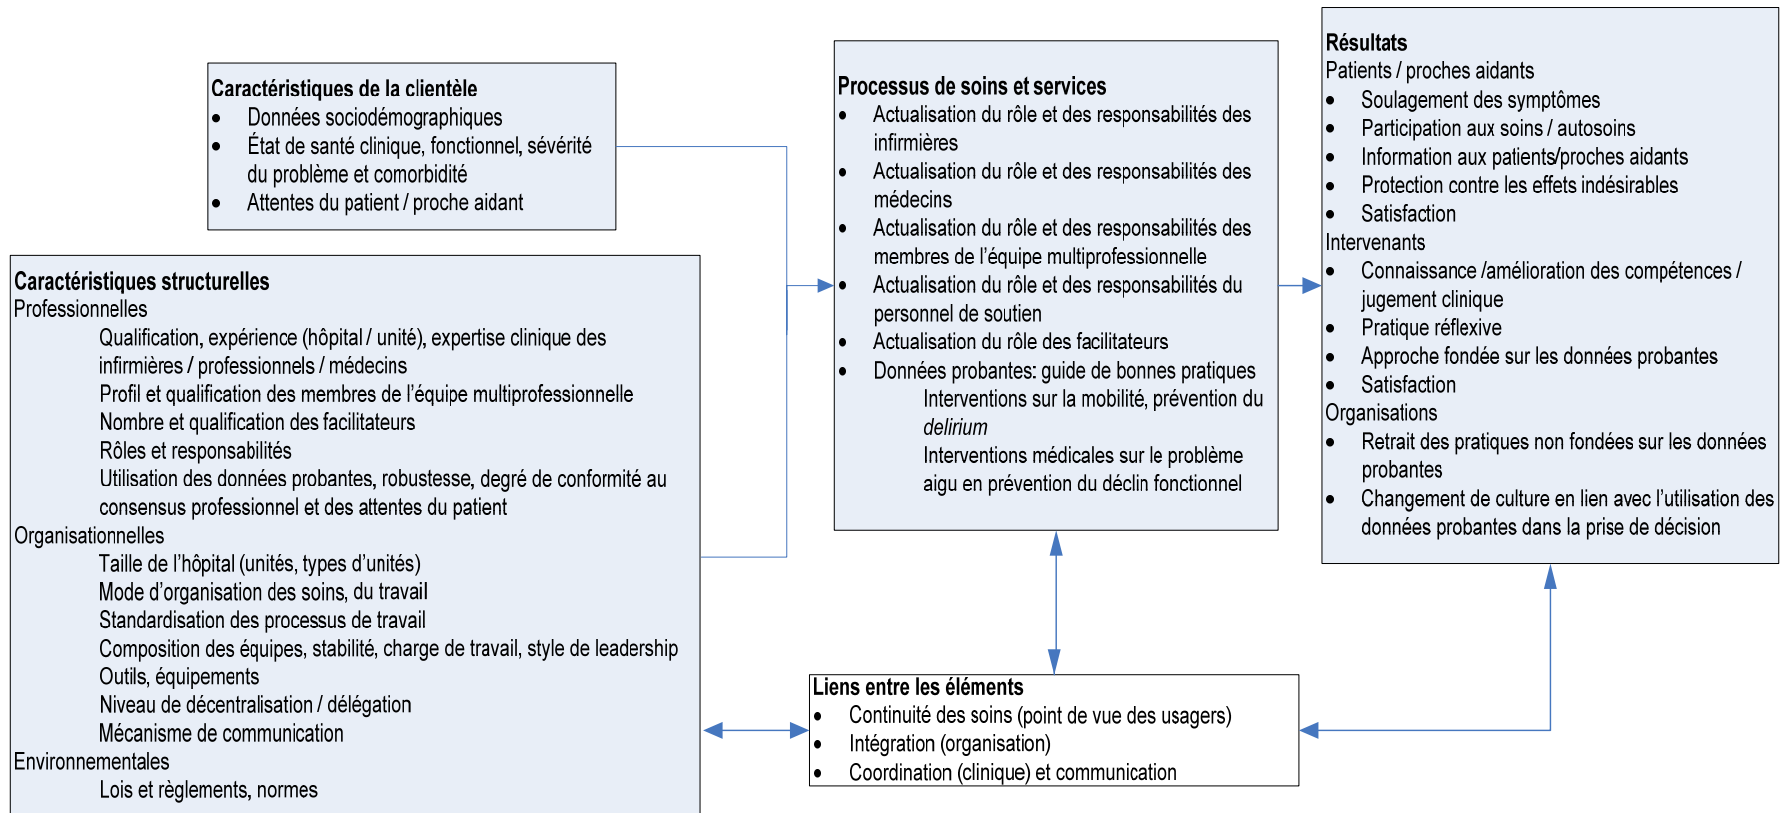 Caractéristiques de la clientèle
• Données sociodémographiques
• État de santé clinique, fonctionnel, sévérité
du problème et comorbidité
• Attentes du patient / proche aidant
Caractéristiques structurelles
Professionnelles
Qualification, expérience (hôpital / unité), expertise clinique des
infirmières / professionnels / médecins
Profil et qualification des membres de l'équipe multiprofessionnelle
Nombre et qualification des facilitateurs
Rôles et responsabilités
Utilisation des données probantes, robustesse, degré de conformité au
consensus professionnel et des attentes du patient
Organisationnelles
Taille de l'hôpital (unités, types d'unités)
Mode d'organisation des soins, du travail
Standardisation des processus de travail
Composition des équipes, stabilité, charge de travail, style de leadership
Outils, équipements
Niveau de décentralisation / délégation
Mécanisme de communication
Environnementales
Lois et règlements, normes
Processus de soins et services
• Actualisation du rôle et des responsabilités des
infirmières
• Actualisation du rôle et des responsabilités des
médecins
• Actualisation du rôle et des responsabilités des
membres de l'équipe multiprofessionnelle
• Actualisation du rôle et des responsabilités du
personnel de soutien
• Actualisation du rôle des facilitateurs
• Données probantes: guide de bonnes pratiques
Interventions sur la mobilité, prévention du
delirium
Interventions médicales sur le problème
aigu en prévention du déclin fonctionnel
Liens entre les éléments
• Continuité des soins (point de vue des usagers)
• Intégration (organisation)
• Coordination (clinique) et communication
Résultats
Patients / proches aidants
• Soulagement des symptômes
• Participation aux soins / autosoins
• Information aux patients/proches aidants
• Protection contre les effets indésirables
• Satisfaction
Intervenants
• Connaissance /amélioration des compétences /
jugement clinique
• Pratique réflexive
• Approche fondée sur les données probantes
• Satisfaction
Organisations
• Retrait des pratiques non fondées sur les données
probantes
• Changement de culture en lien avec l'utilisation des
données probantes dans la prise de décision